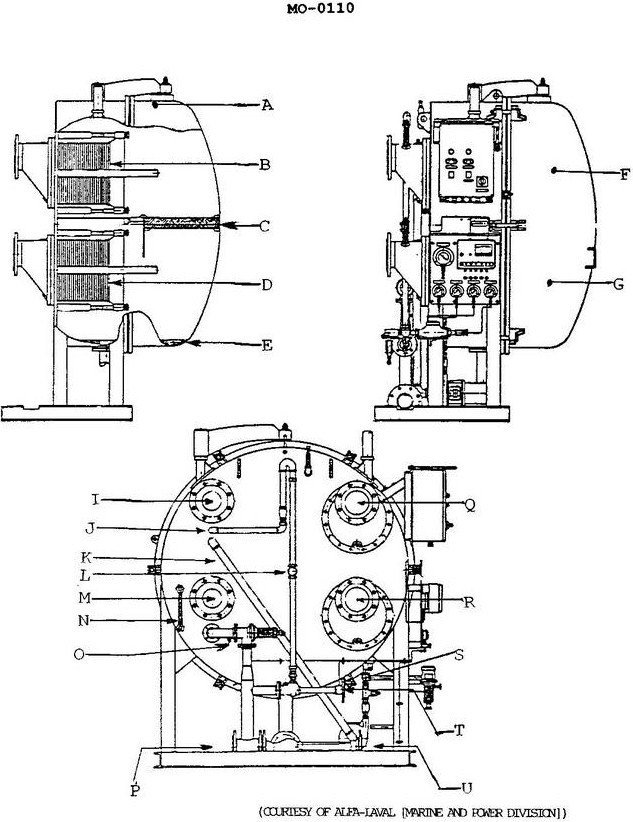 MO-0110
A
B
C
D
E
F
G
I
J
K
L
M
N
O
P
Q
R
S
T
U
(COURTESY OF ALFA-LAVAL [MARINE AND POWER DIVISION])